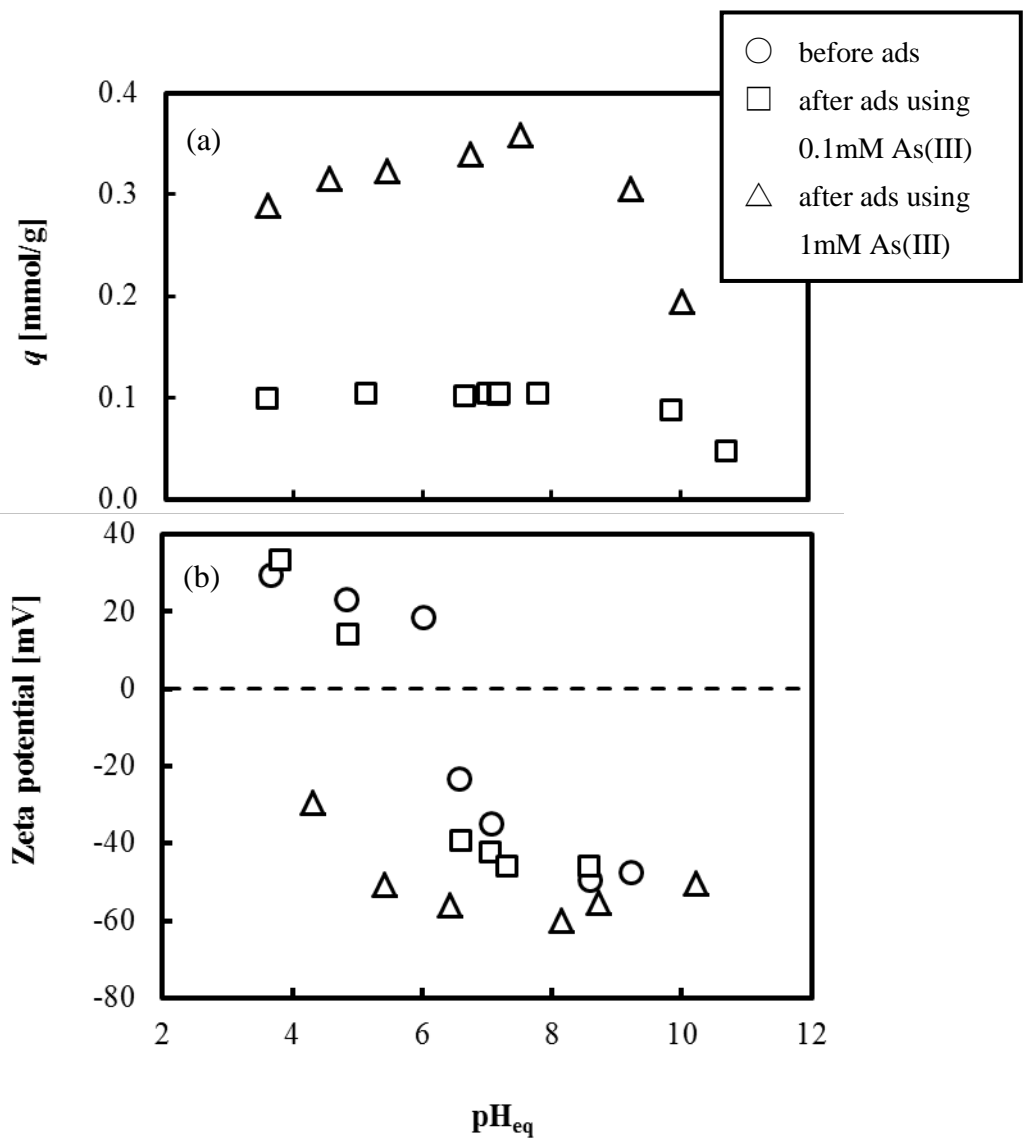 before ads
after ads using
0.1mM As(III)
after ads using
1mM As(III)
(a)
0.4
0.3
0.2
0.1
0.0
q [mmol/g]
(b)
40
20
0
-20
-40
-60
-80
Zeta potential [mV]
2 4 6 8 10 12
pHeq